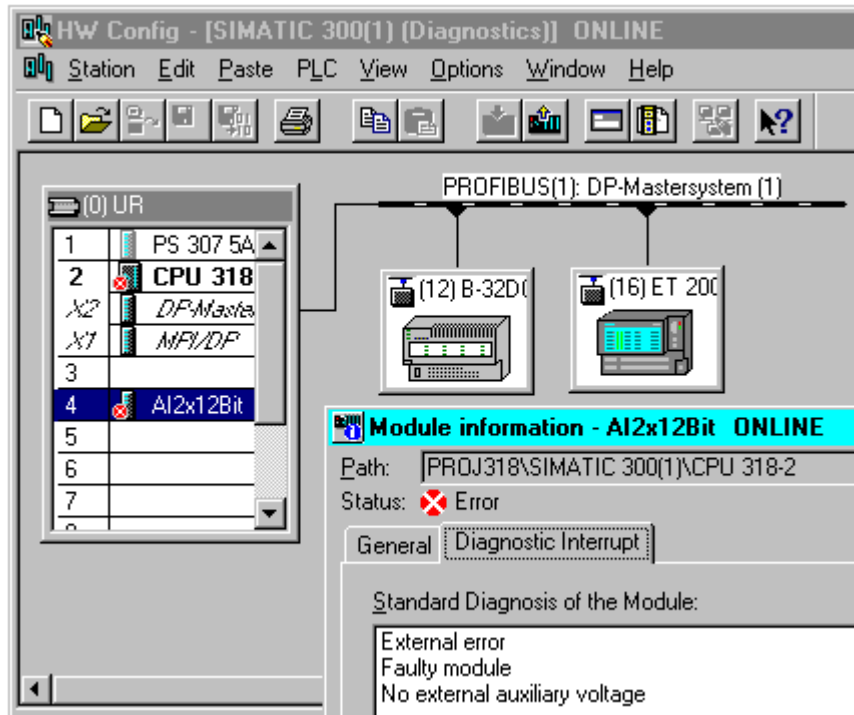 HW Config - [SIMATIC 300(1) (Diagnostics)] ONLINE
Station Edit Paste PLC View Options Window Help
(0) UR
1 PS 307 5A
2 CPU 318
X2 DP-Master
X1 MPI/DP
3
4 AI2x12Bit
5
6
7
PROFIBUS(1): DP-Mastersystem (1)
(12) B-32D
(16) ET 200
Module information - AI2x12Bit ONLINE
Path: PROJ318\SIMATIC 300(1)\CPU 318-2
Status: Error
General Diagnostic Interrupt
Standard Diagnosis of the Module:
External error
Faulty module
No external auxiliary voltage